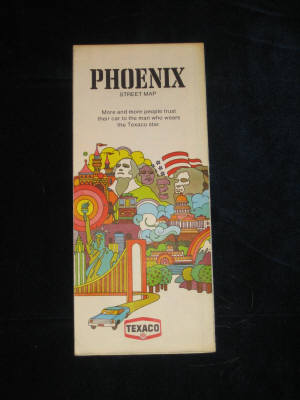 PHOENIX
STREET MAP
More and more people trust
their car to the man who wears
the Texaco star.
TEXACO